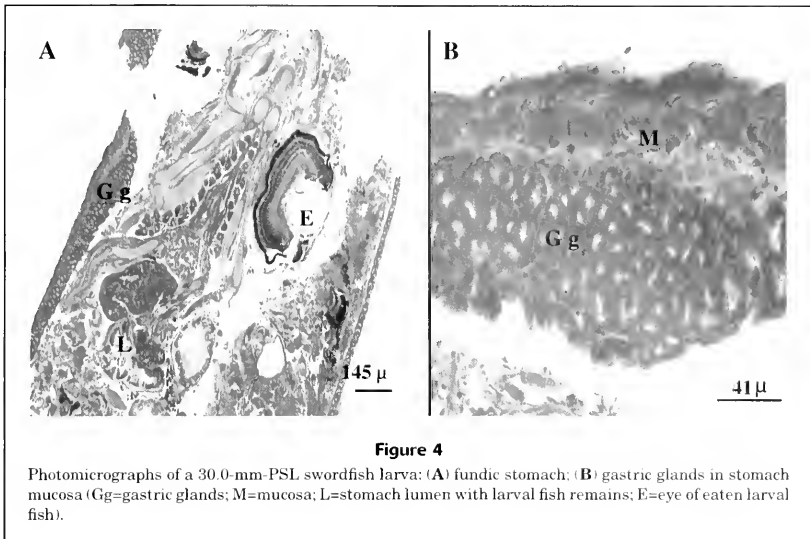 A
B
G g
M
E
G g
L
145 µ
41 µ
Figure 4
Photomicrographs of a 30.0-mm-PSL swordfish larva: (A) fundic stomach; (B) gastric glands in stomach
mucosa (Gg=gastric glands; M=mucosa; L=stomach lumen with larval fish remains; E=eye of eaten larval
fish).